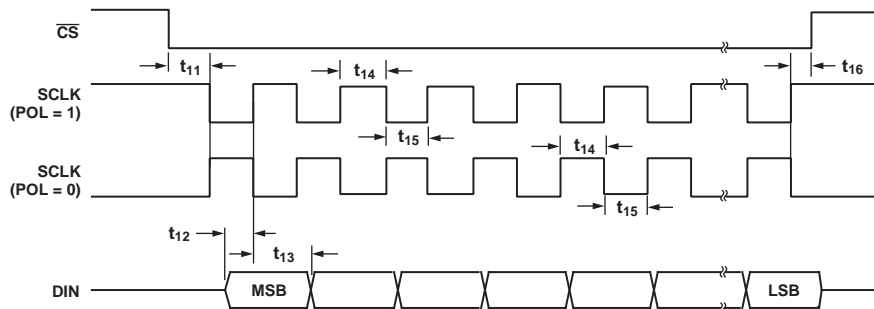 CS
t11
t14
t16
SCLK
(POL = 1)
t15
t14
SCLK
(POL = 0)
t15
t12
t13
DIN
MSB
LSB